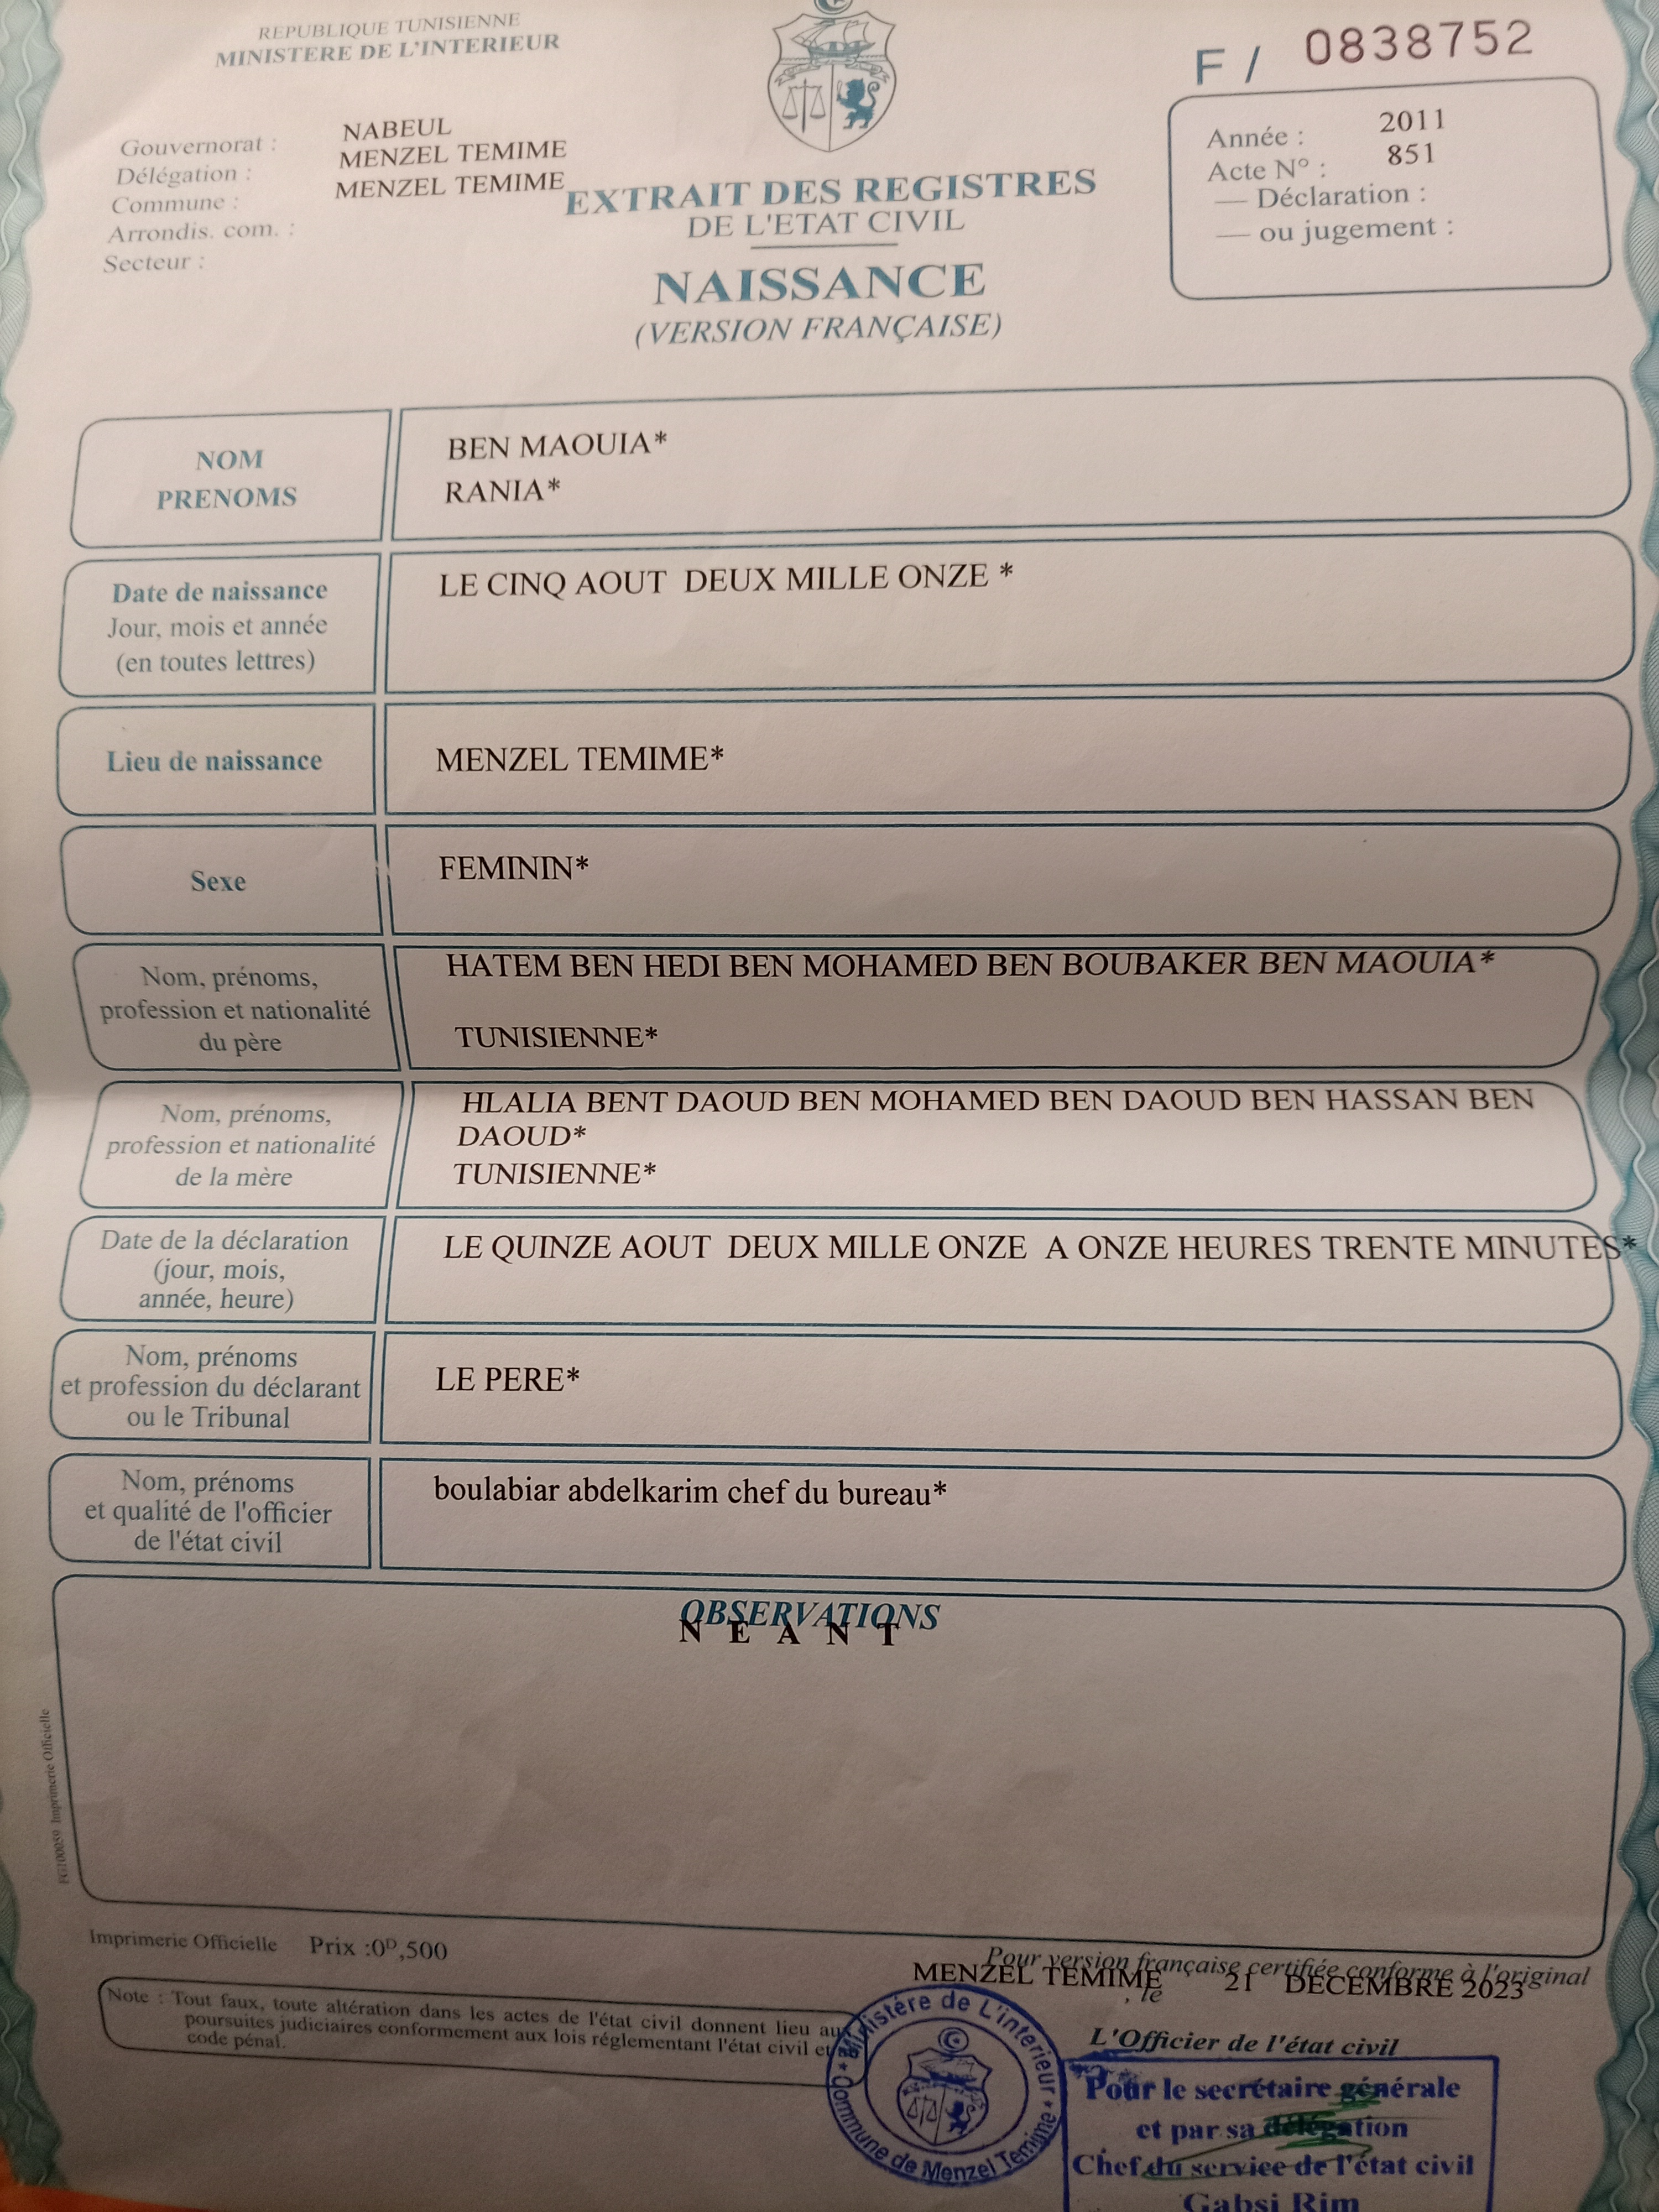 REPUBLIQUE TUNISIENNE
MINISTERE DE L'INTERIEUR
F / 0838752
Gouvernorat : NABEUL
Délégation : MENZEL TEMIME
Commune : MENZEL TEMIME
Arrondis. com. :
Secteur :
EXTRAIT DES REGISTRES
DE L'ETAT CIVIL
NAISSANCE
(VERSION FRANÇAISE)
Année : 2011
Acte N° : 851
— Déclaration :
— ou jugement :
NOM
PRENOMS
BEN MAOUIA*
RANIA*
Date de naissance
Jour, mois et année
(en toutes lettres)
LE CINQ AOUT DEUX MILLE ONZE *
Lieu de naissance
MENZEL TEMIME*
Sexe
FEMININ*
Nom, prénoms,
profession et nationalité
du père
HATEM BEN HEDI BEN MOHAMED BEN BOUBAKER BEN MAOUIA*
TUNISIENNE*
Nom, prénoms,
profession et nationalité
de la mère
HLALIA BENT DAOUD BEN MOHAMED BEN DAOUD BEN HASSAN BEN
DAOUD*
TUNISIENNE*
Date de la déclaration
(jour, mois,
année, heure)
LE QUINZE AOUT DEUX MILLE ONZE A ONZE HEURES TRENTE MINUTES*
Nom, prénoms
et profession du déclarant
ou le Tribunal
LE PERE*
Nom, prénoms
et qualité de l'officier
de l'état civil
boulabiar abdelkarim chef du bureau*
OBSERVATIONS
N E A N T
FG100059 Imprimerie Officielle
Imprimerie Officielle Prix :0D,500
Pour version française certifiée conforme à l'original
MENZEL TEMIME , le 21 DECEMBRE 2023
Note : Tout faux, toute altération dans les actes de l'état civil donnent lieu au
poursuites judiciaires conformement aux lois réglementant l'état civil et
code pénal.
L'Officier de l'état civil
Ministère de L'interieur
Commune de Menzel Temime
Pour le secrétaire générale
et par sa délégation
Chef du service de l'état civil
Gabsi Rim